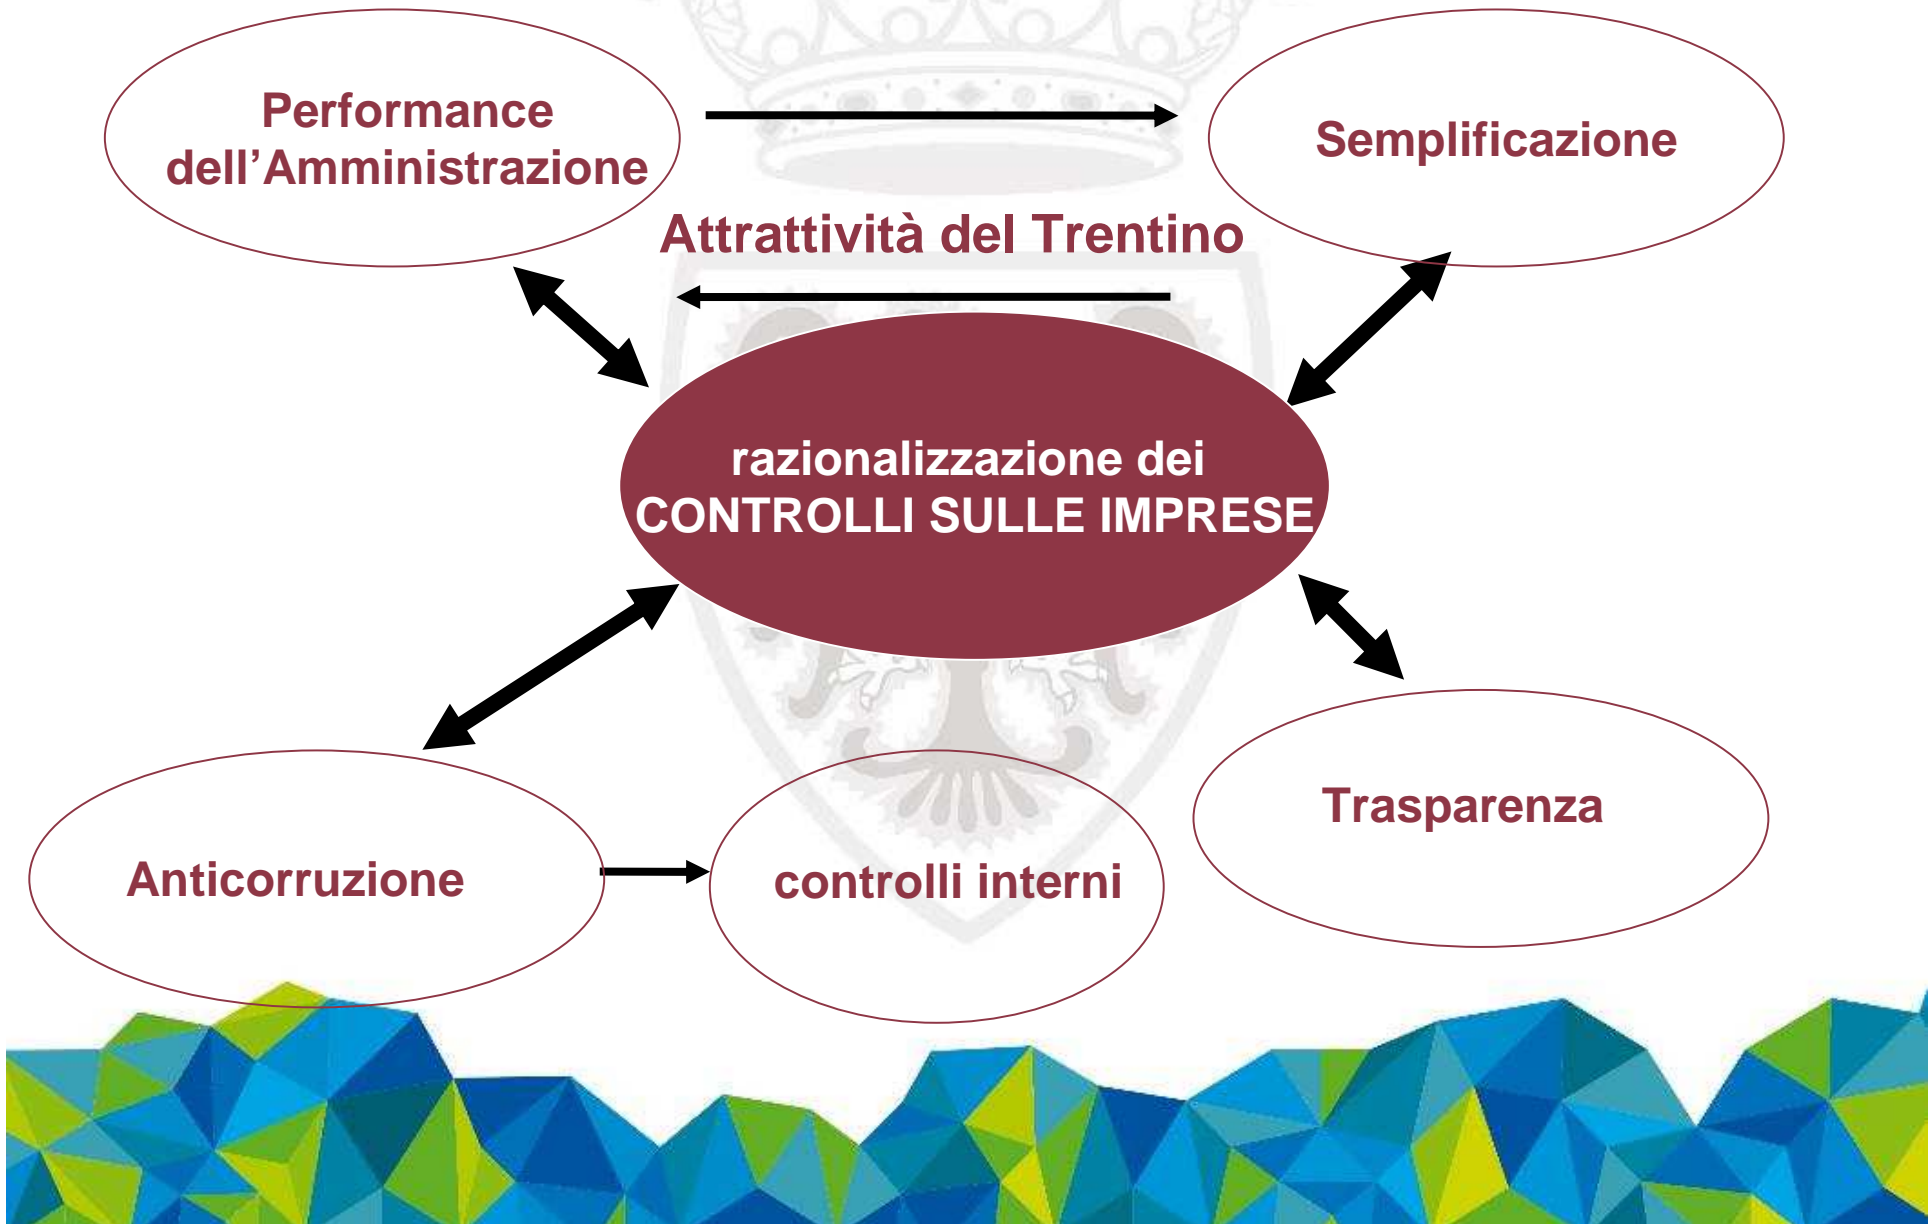 Performance
dell’Amministrazione
Semplificazione
Attrattività del Trentino
razionalizzazione dei
CONTROLLI SULLE IMPRESE
Trasparenza
Anticorruzione
controlli interni